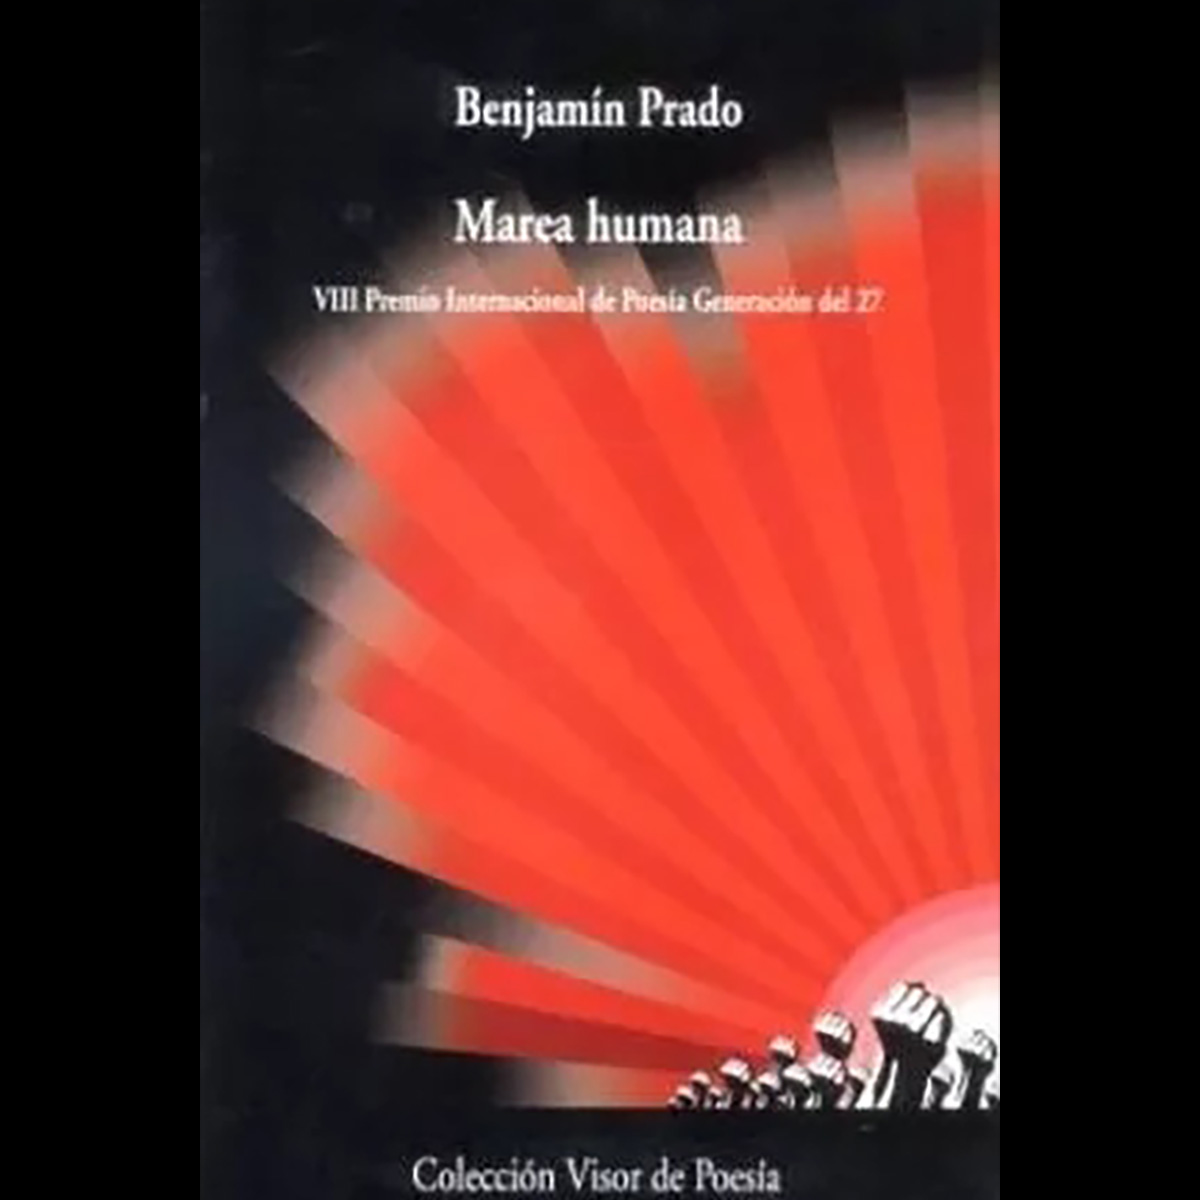 Benjamín Prado
Marea humana
VIII Premio Internacional de Poesía Generación del 27
Colección Visor de Poesía